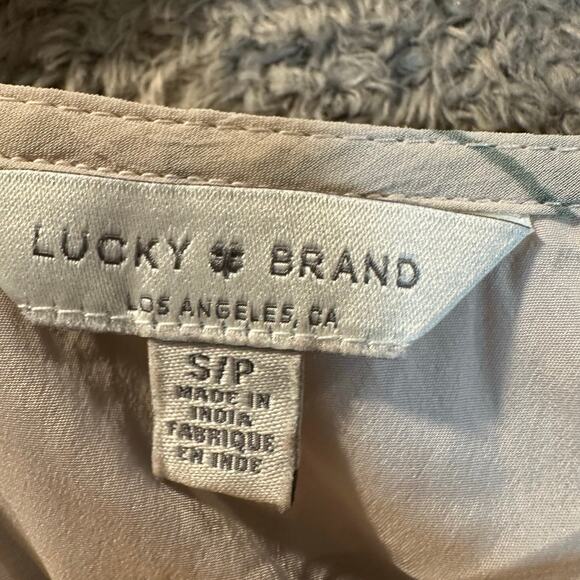 LUCKY BRAND
LOS ANGELES, CA
S/P
MADE IN
INDIA
FABRIQUE
EN INDE